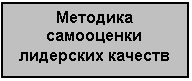 Методика
самооценки
лидерских качеств